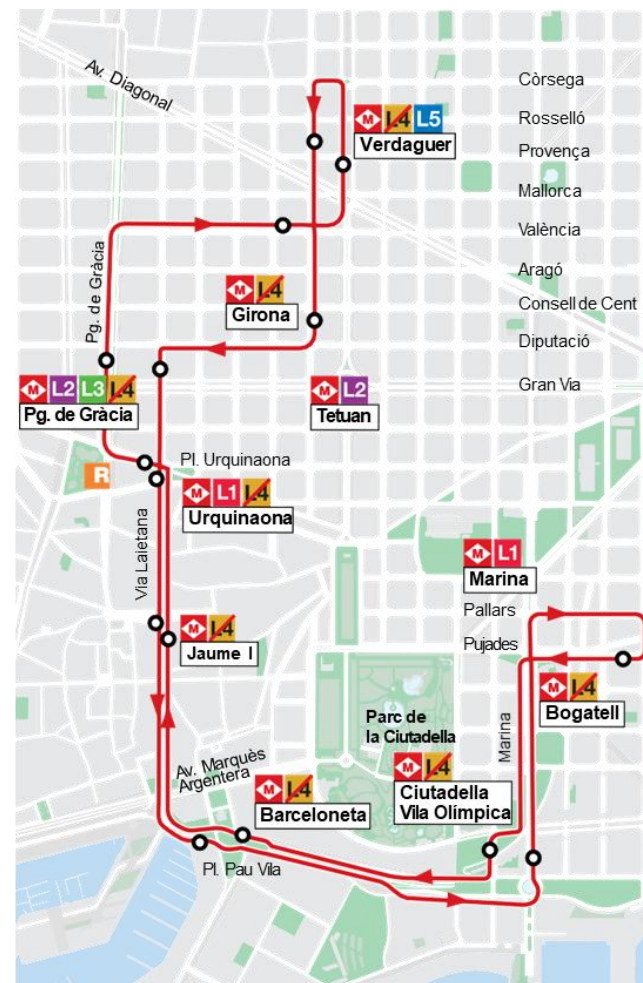 Av. Diagonal
Còrsega
Rosselló
Provença
Mallorca
València
Aragó
Consell de Cent
Diputació
Gran Via
M L4 L5
Verdaguer
Pg. de Gràcia
M L4
Girona
M L2 L3 L4
Pg. de Gràcia
M L2
Tetuan
R
Pl. Urquinaona
M L1 L4
Urquinaona
Via Laietana
M L1
Marina
Pallars
Pujades
M L4
Jaume I
M L4
Bogatell
Marina
Parc de
la Ciutadella
Av. Marquès
Argentera
M L4
Barceloneta
M L4
Ciutadella
Vila Olímpica
Pl. Pau Vila